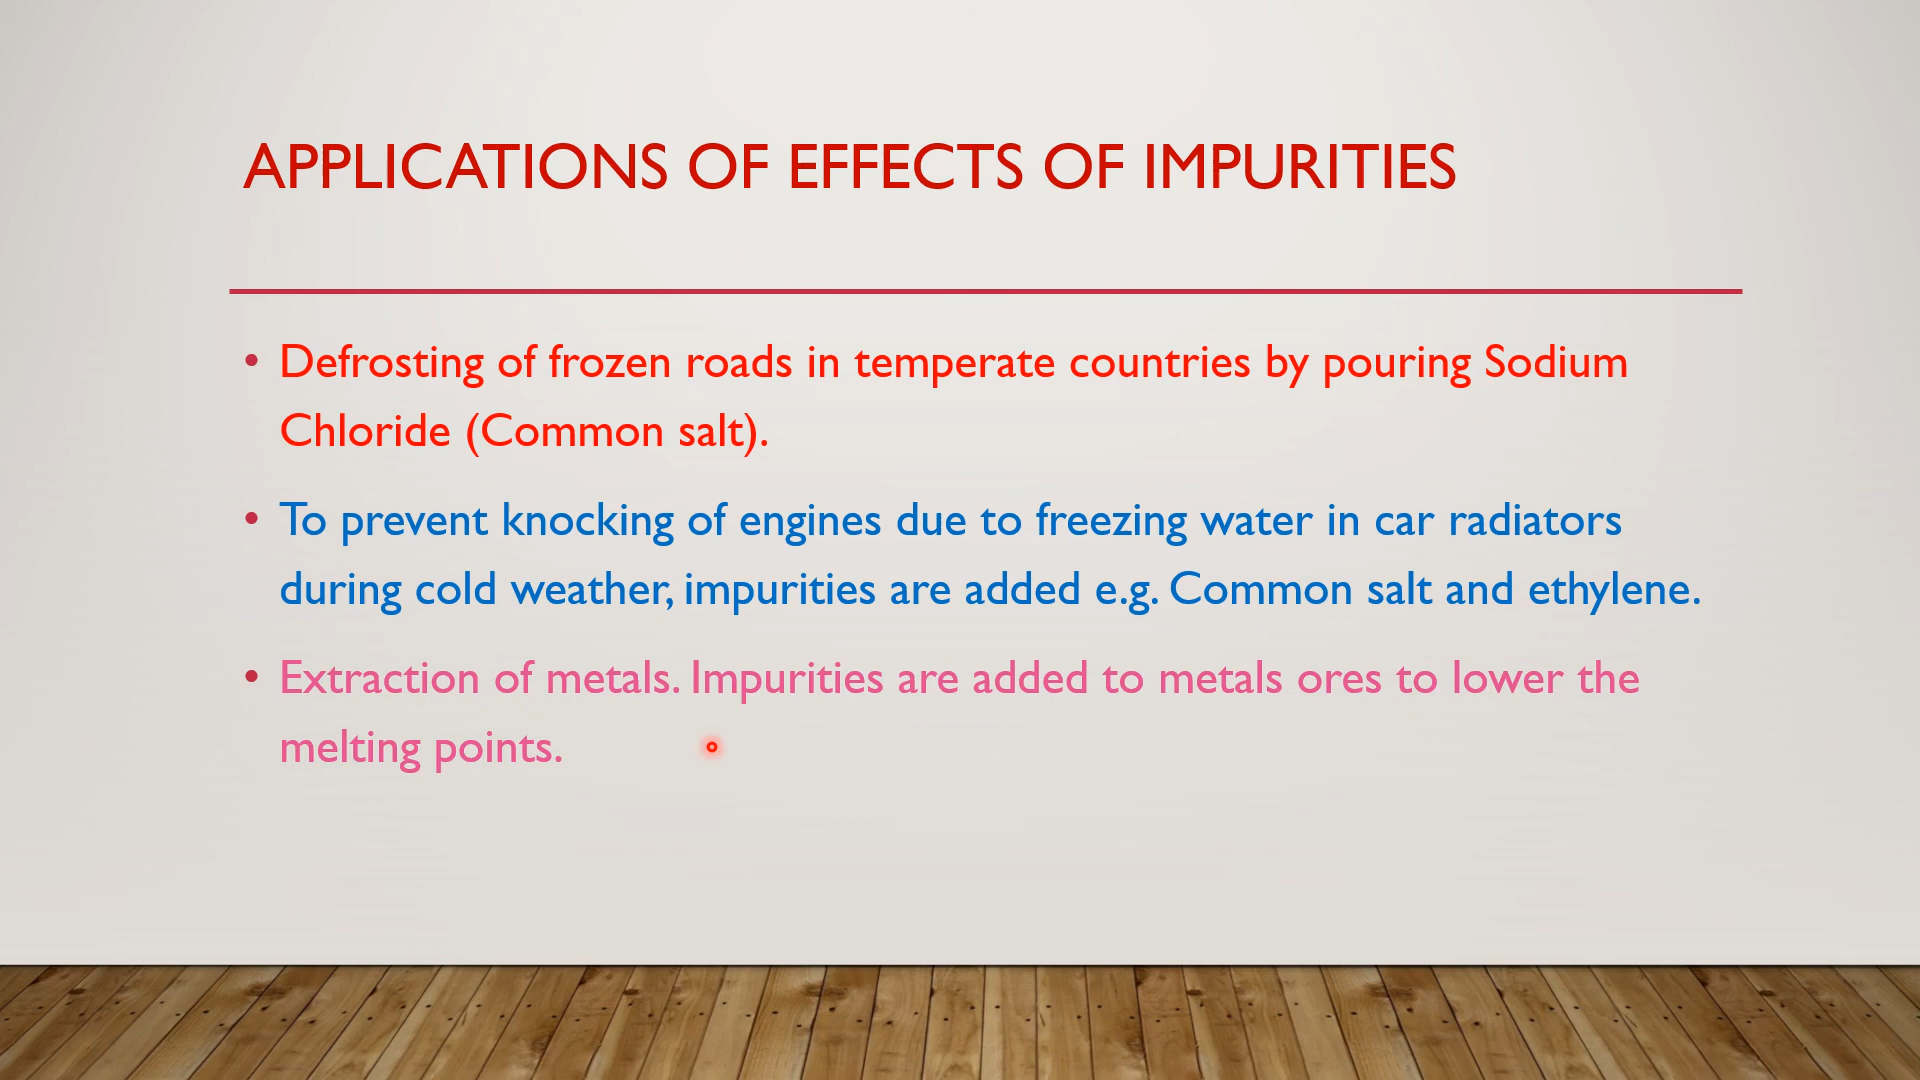 APPLICATIONS OF EFFECTS OF IMPURITIES
• Defrosting of frozen roads in temperate countries by pouring Sodium
Chloride (Common salt).
• To prevent knocking of engines due to freezing water in car radiators
during cold weather, impurities are added e.g. Common salt and ethylene.
• Extraction of metals. Impurities are added to metals ores to lower the
melting points.